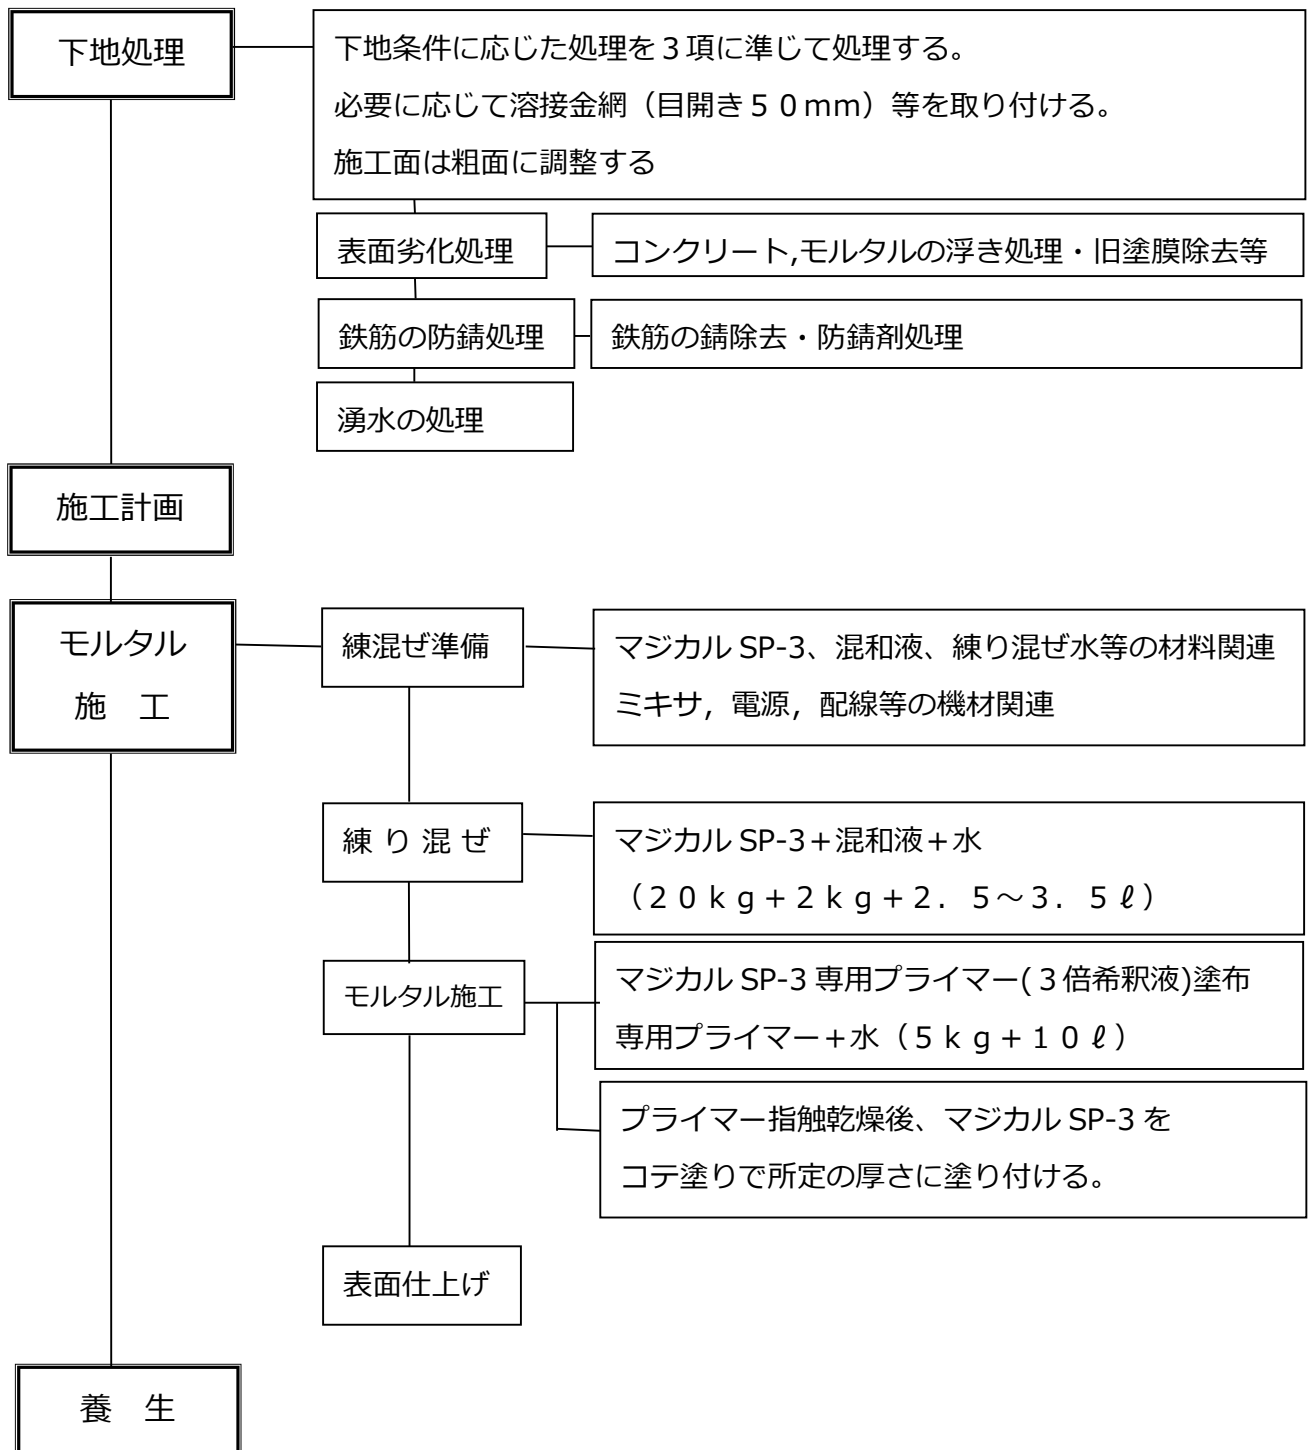 下地処理
下地条件に応じた処理を３項に準じて処理する。
必要に応じて溶接金網（目開き５０mm）等を取り付ける。
施工面は粗面に調整する
表面劣化処理
コンクリート,モルタルの浮き処理・旧塗膜除去等
鉄筋の防錆処理
鉄筋の錆除去・防錆剤処理
湧水の処理
施工計画
モルタル
施　工
練混ぜ準備
マジカル SP-3、混和液、練り混ぜ水等の材料関連
ミキサ，電源，配線等の機材関連
練 り 混 ぜ
マジカル SP-3＋混和液＋水
（２０ｋｇ＋２ｋｇ＋２．５～３．５ℓ）
モルタル施工
マジカル SP-3 専用プライマー(３倍希釈液)塗布
専用プライマー＋水（５ｋｇ＋１０ℓ）
プライマー指触乾燥後、マジカル SP-3 を
コテ塗りで所定の厚さに塗り付ける。
表面仕上げ
養　生